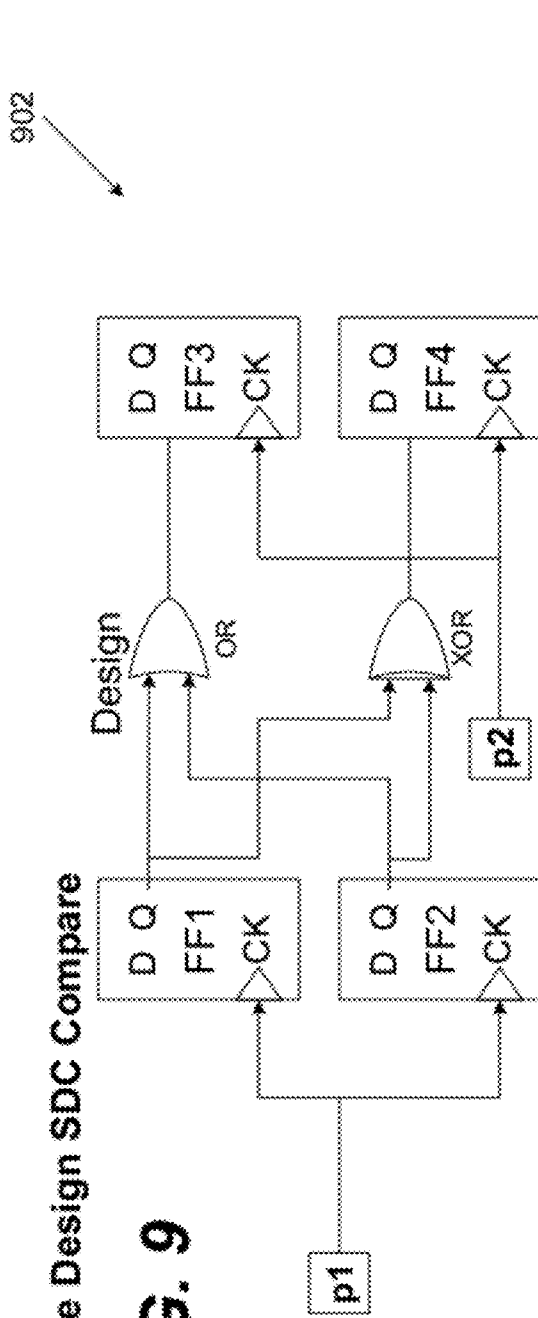 e Design SDC Compare
G. 9
902
Design
D Q
FF1
CK
D Q
FF3
CK
OR
p1
D Q
FF2
CK
XOR
D Q
FF4
CK
p2